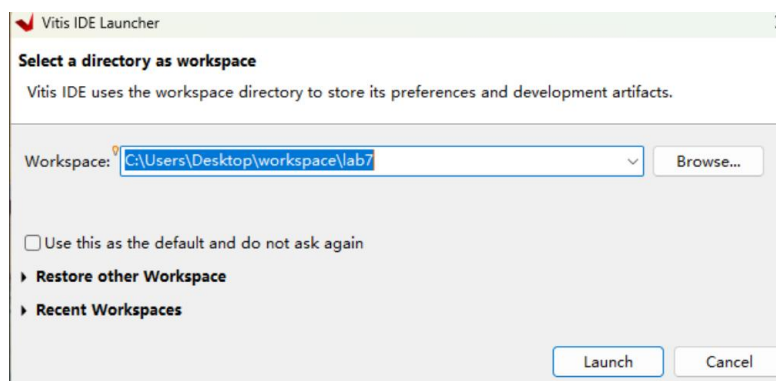 Vitis IDE Launcher
Select a directory as workspace
Vitis IDE uses the workspace directory to store its preferences and development artifacts.
Workspace: C:\Users\Desktop\workspace\lab7 Browse...
Use this as the default and do not ask again
Restore other Workspace
Recent Workspaces
Launch Cancel